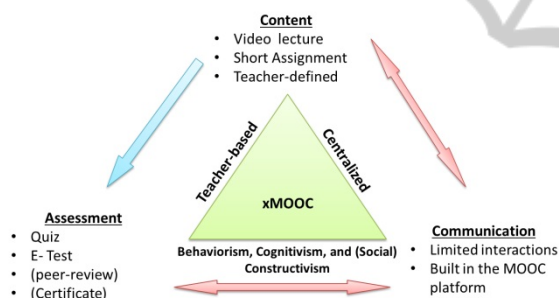 Content
• Video lecture
• Short Assignment
• Teacher-defined
Teacher-based
Centralized
xMOOC
Behaviorism, Cognitivism, and (Social)
Constructivism
Assessment
• Quiz
• E- Test
• (peer-review)
• (Certificate)
Communication
• Limited interactions
• Built in the MOOC
platform